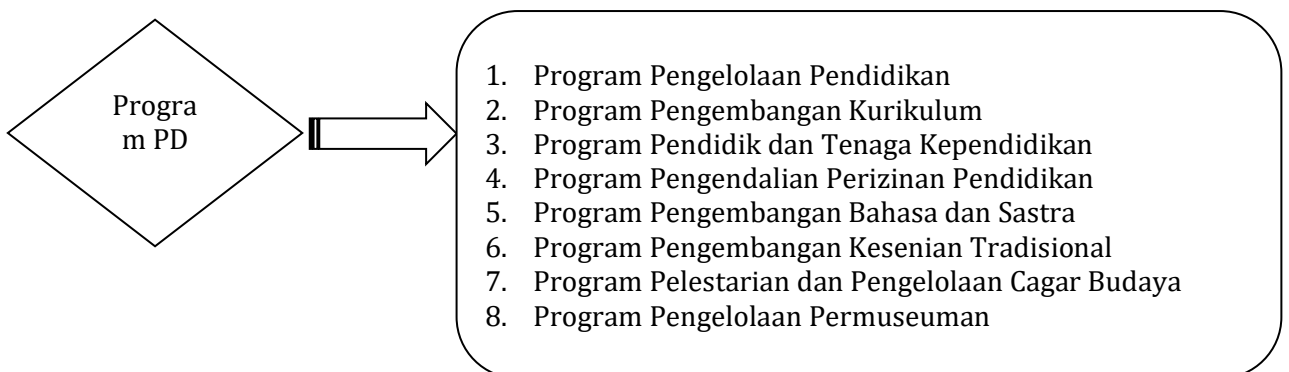 Progra
m PD
1. Program Pengelolaan Pendidikan
2. Program Pengembangan Kurikulum
3. Program Pendidik dan Tenaga Kependidikan
4. Program Pengendalian Perizinan Pendidikan
5. Program Pengembangan Bahasa dan Sastra
6. Program Pengembangan Kesenian Tradisional
7. Program Pelestarian dan Pengelolaan Cagar Budaya
8. Program Pengelolaan Permuseuman